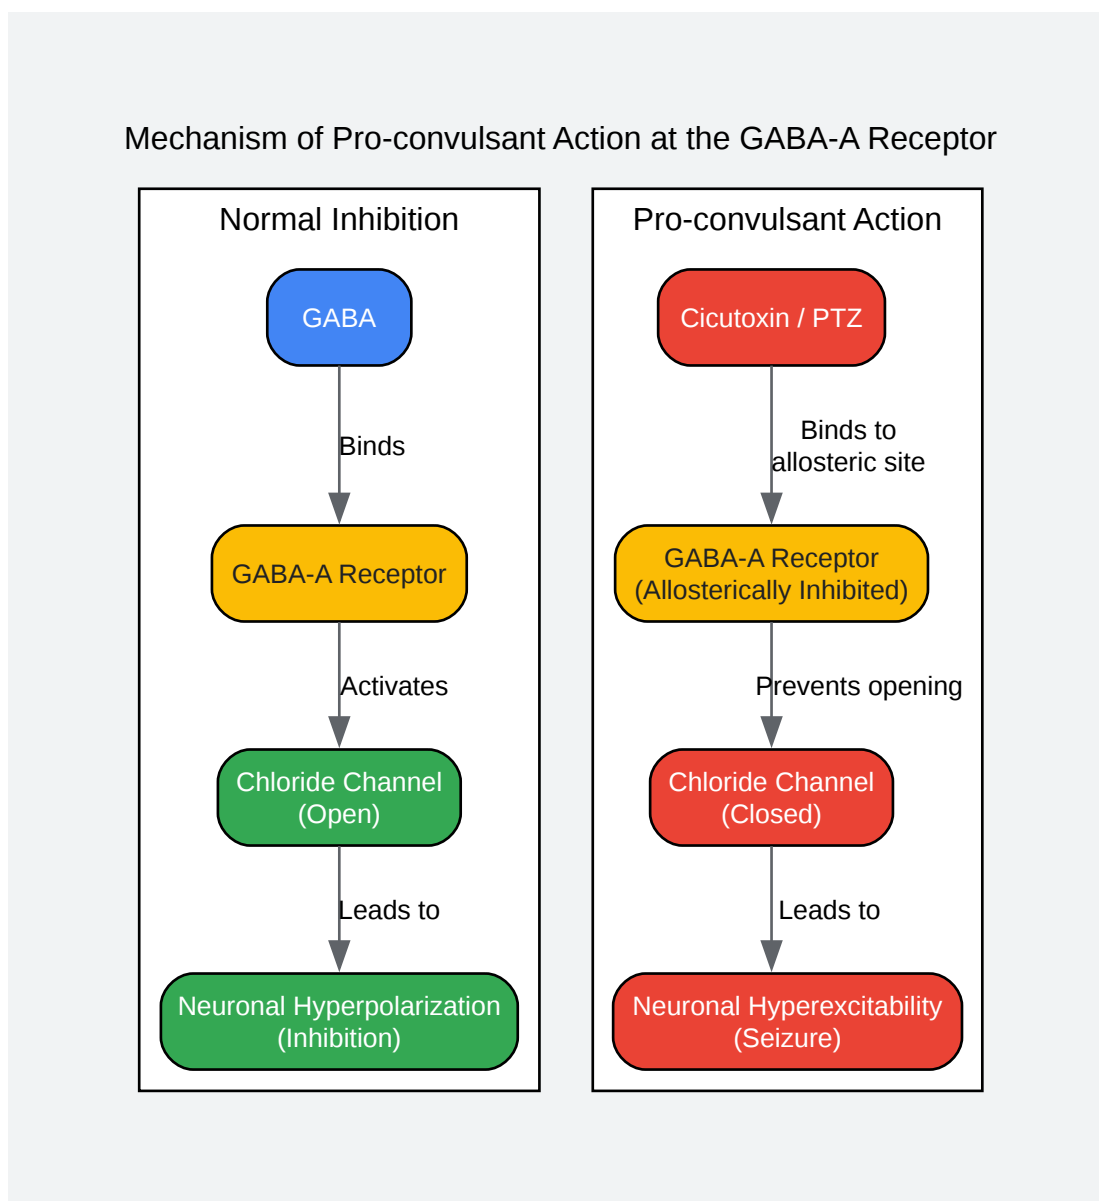 Mechanism of Pro-convulsant Action at the GABA-A Receptor
Normal Inhibition
GABA
Binds
GABA-A Receptor
Activates
Chloride Channel
(Open)
Leads to
Neuronal Hyperpolarization
(Inhibition)
Pro-convulsant Action
Cicutoxin / PTZ
Binds to
allosteric site
GABA-A Receptor
(Allosterically Inhibited)
Prevents opening
Chloride Channel
(Closed)
Leads to
Neuronal Hyperexcitability
(Seizure)